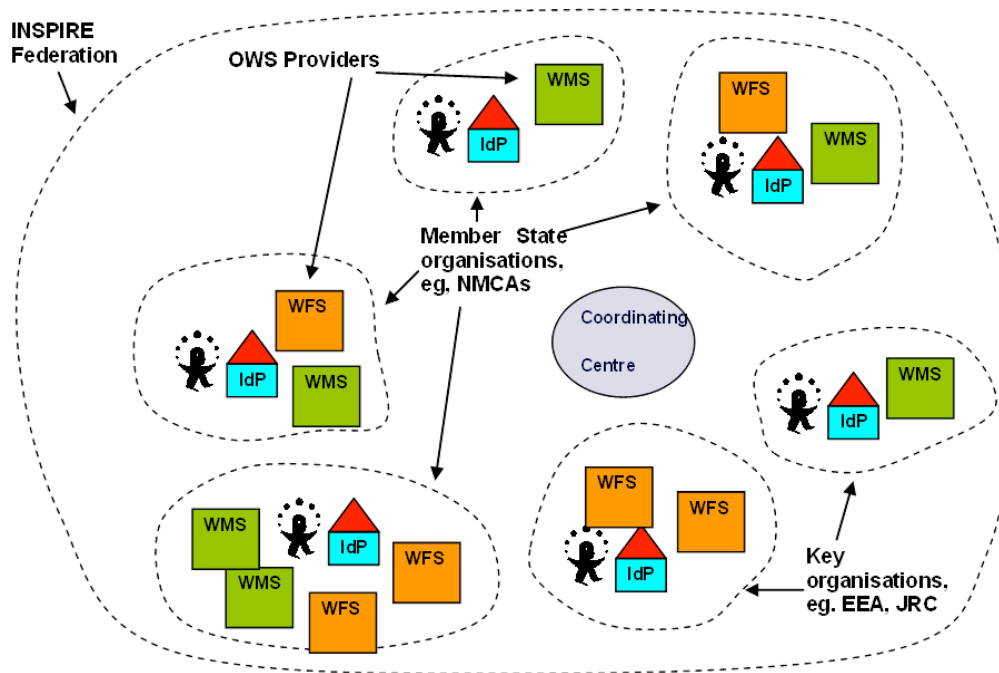 INSPIRE
Federation
OWS Providers
WMS
IdP
WFS
WMS
IdP
Member State
organisations,
eg, NMCAs
WFS
IdP
WMS
Coordinating
Centre
WMS
IdP
WMS
WMS
IdP
WFS
WFS
WFS
WFS
IdP
Key
organisations,
eg. EEA, JRC